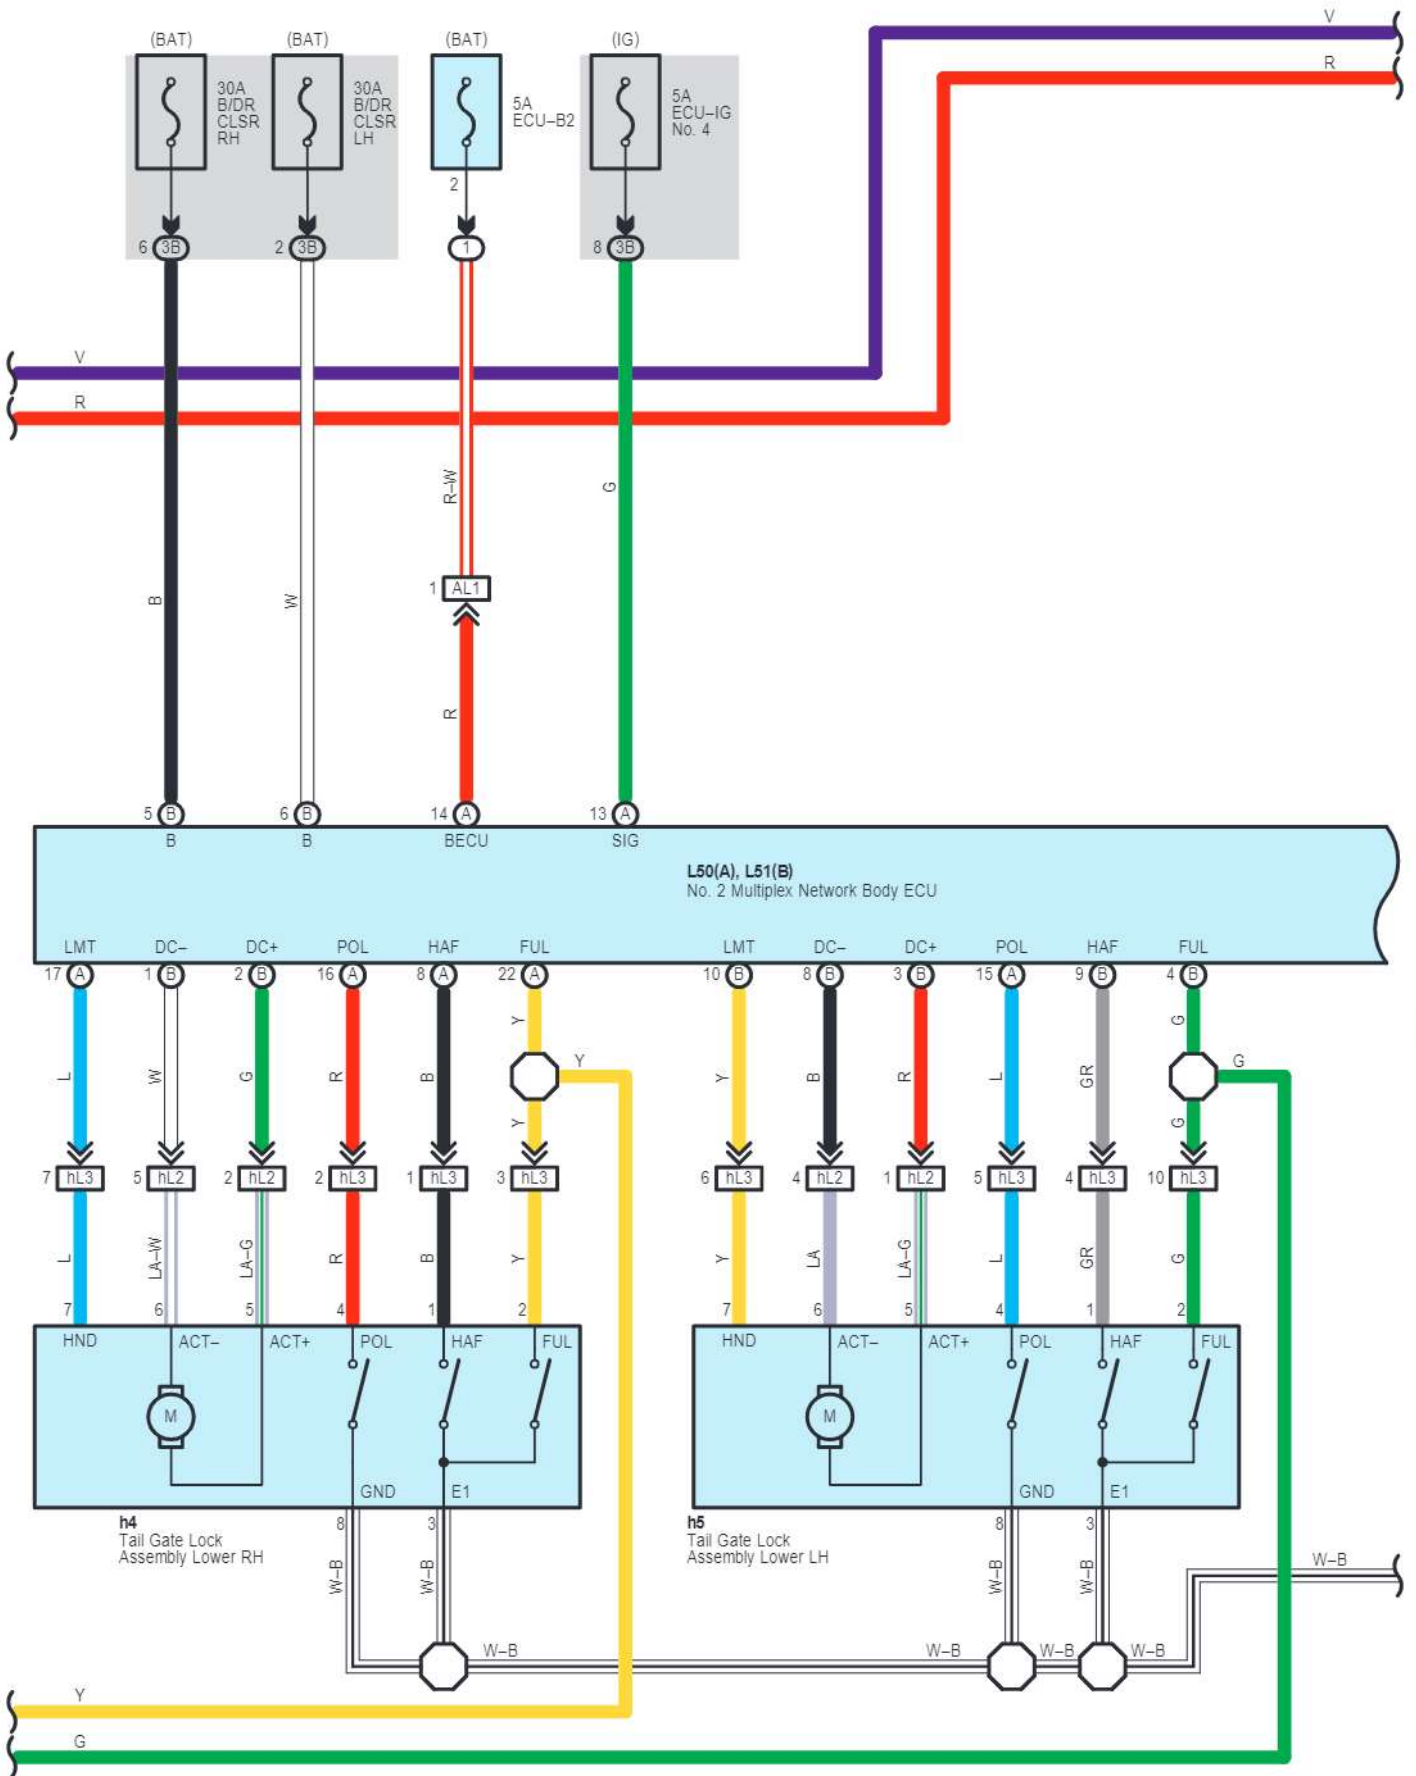 V
R
(BAT)
(BAT)
(BAT)
(IG)
30A
B/DR
CLSR
RH
30A
B/DR
CLSR
LH
5A
ECU–B2
5A
ECU–IG
No. 4
2
6 3B
2 3B
1
8 3B
V
R
R–W
G
1 AL1
B
W
R
5 B
6 B
14 A
13 A
B
B
BECU
SIG
L50(A), L51(B)
No. 2 Multiplex Network Body ECU
LMT
DC–
DC+
POL
HAF
FUL
LMT
DC–
DC+
POL
HAF
FUL
17 A
1 B
2 B
16 A
8 A
22 A
10 B
8 B
3 B
15 A
9 B
4 B
Y
G
Y
G
L
W
G
R
B
Y
Y
B
R
L
GR
G
7 hL3
5 hL2
2 hL2
2 hL3
1 hL3
3 hL3
6 hL3
4 hL2
1 hL2
5 hL3
4 hL3
10 hL3
L
LA–W
LA–G
R
B
Y
Y
LA
LA–G
L
GR
G
7
6
5
4
1
2
7
6
5
4
1
2
HND
ACT–
ACT+
POL
HAF
FUL
HND
ACT–
ACT+
POL
HAF
FUL
M
M
GND
E1
GND
E1
h4
Tail Gate Lock
Assembly Lower RH
8
3
h5
Tail Gate Lock
Assembly Lower LH
8
3
W–B
W–B
W–B
W–B
W–B
W–B
W–B
W–B
W–B
Y
G